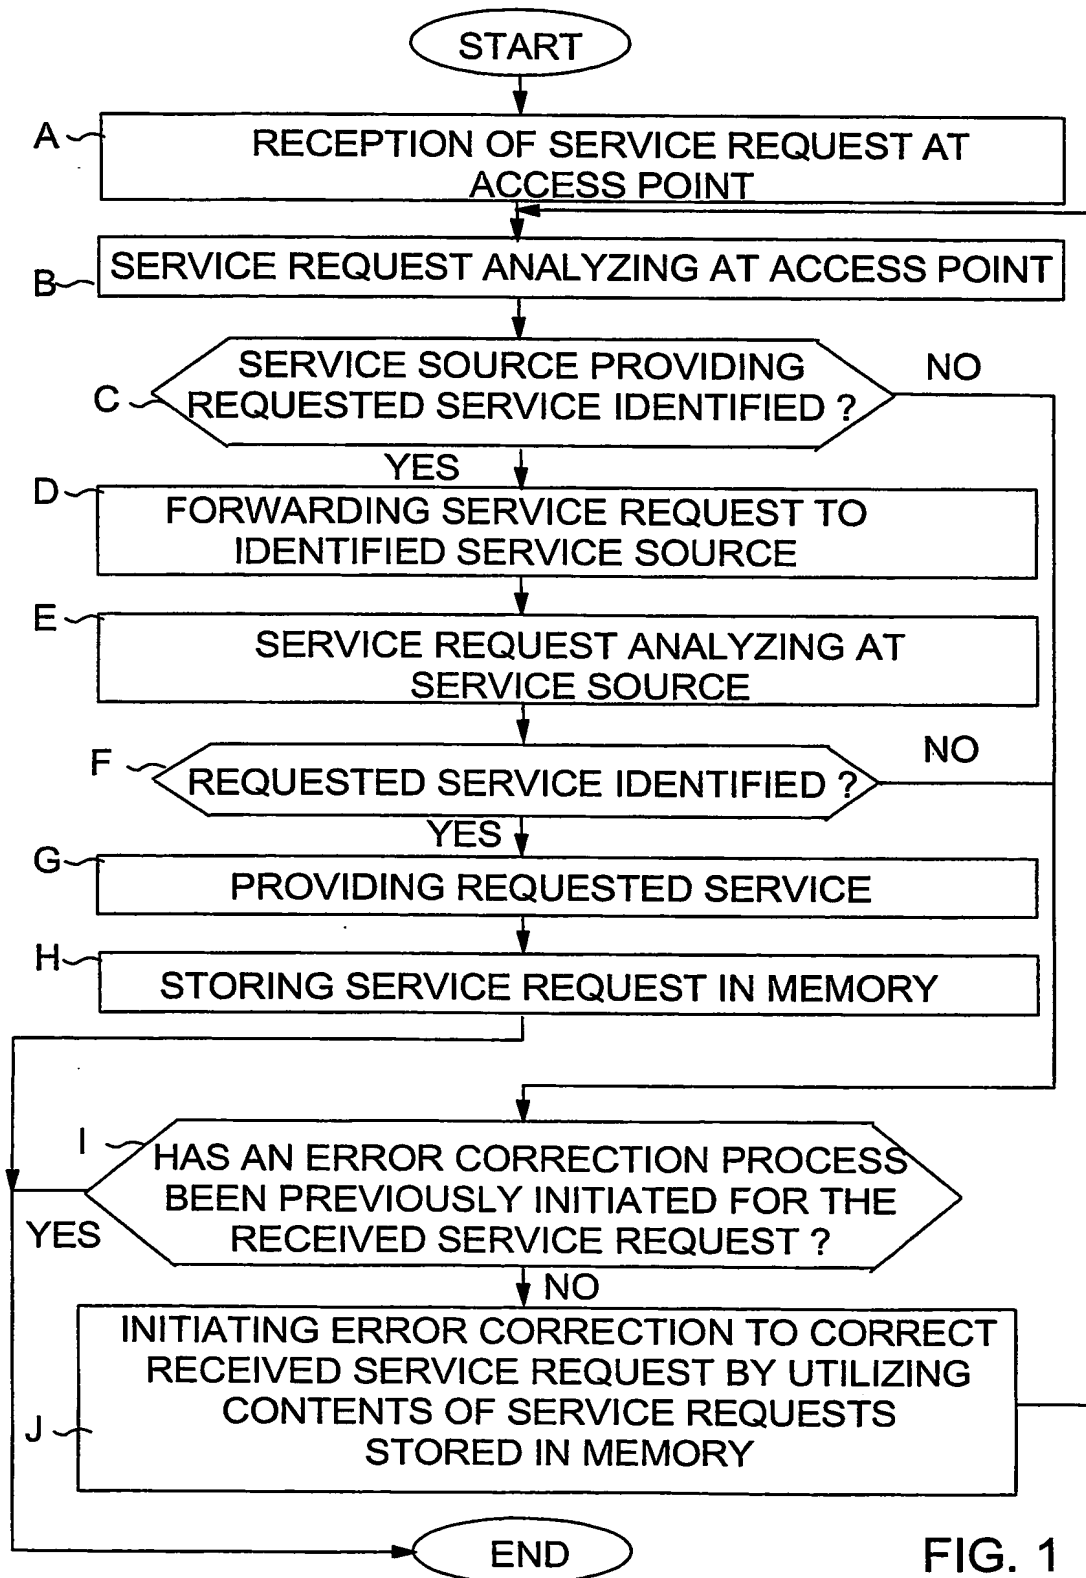 START
A
RECEPTION OF SERVICE REQUEST AT
ACCESS POINT
B
SERVICE REQUEST ANALYZING AT ACCESS POINT
C
SERVICE SOURCE PROVIDING
REQUESTED SERVICE IDENTIFIED ?
NO
YES
D
FORWARDING SERVICE REQUEST TO
IDENTIFIED SERVICE SOURCE
E
SERVICE REQUEST ANALYZING AT
SERVICE SOURCE
F
REQUESTED SERVICE IDENTIFIED ?
NO
YES
G
PROVIDING REQUESTED SERVICE
H
STORING SERVICE REQUEST IN MEMORY
I
HAS AN ERROR CORRECTION PROCESS
BEEN PREVIOUSLY INITIATED FOR THE
RECEIVED SERVICE REQUEST ?
YES
NO
J
INITIATING ERROR CORRECTION TO CORRECT
RECEIVED SERVICE REQUEST BY UTILIZING
CONTENTS OF SERVICE REQUESTS
STORED IN MEMORY
END
FIG. 1